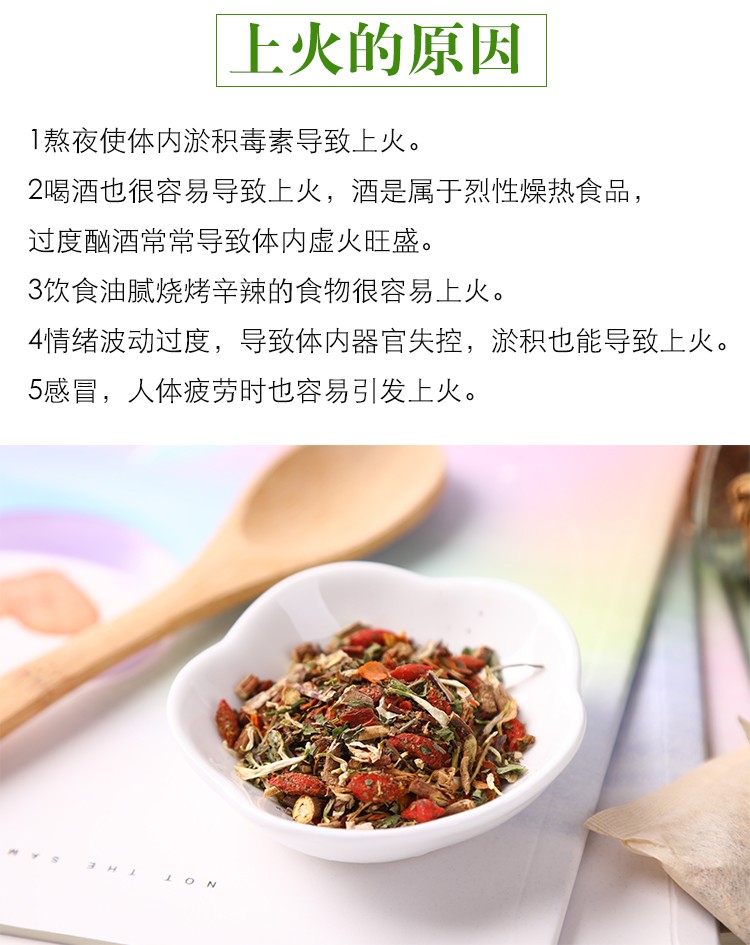 上火的原因
1熬夜使体内淤积毒素导致上火。
2喝酒也很容易导致上火，酒是属于烈性燥热食品，
过度酗酒常常导致体内虚火旺盛。
3饮食油腻烧烤辛辣的食物很容易上火。
4情绪波动过度，导致体内器官失控，淤积也能导致上火。
5感冒，人体疲劳时也容易引发上火。
NOT THE SAM